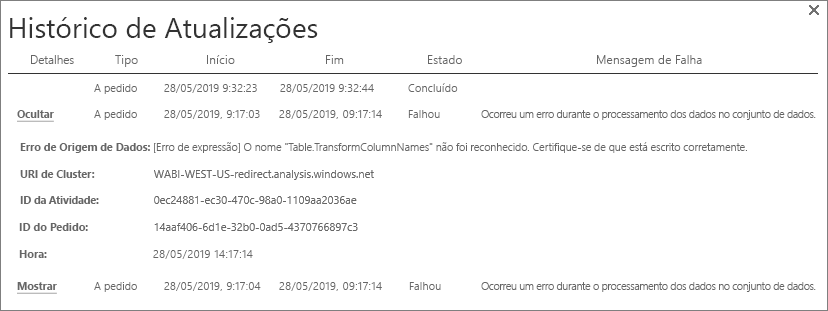 Histórico de Atualizações
Detalhes Tipo Início Fim Estado Mensagem de Falha
A pedido 28/05/2019 9:32:23 28/05/2019 9:32:44 Concluído
Ocultar A pedido 28/05/2019, 9:17:03 28/05/2019, 09:17:14 Falhou Ocorreu um erro durante o processamento dos dados no conjunto de dados.
Erro de Origem de Dados: [Erro de expressão] O nome "Table.TransformColumnNames" não foi reconhecido. Certifique-se de que está escrito corretamente.
URI de Cluster: WABI-WEST-US-redirect.analysis.windows.net
ID da Atividade: 0ec24881-ec30-470c-98a0-1109aa2036ae
ID do Pedido: 14aaf406-6d1e-32b0-0ad5-4370766897c3
Hora: 28/05/2019 14:17:14
Mostrar A pedido 28/05/2019, 9:17:04 28/05/2019, 09:17:14 Falhou Ocorreu um erro durante o processamento dos dados no conjunto de dados.